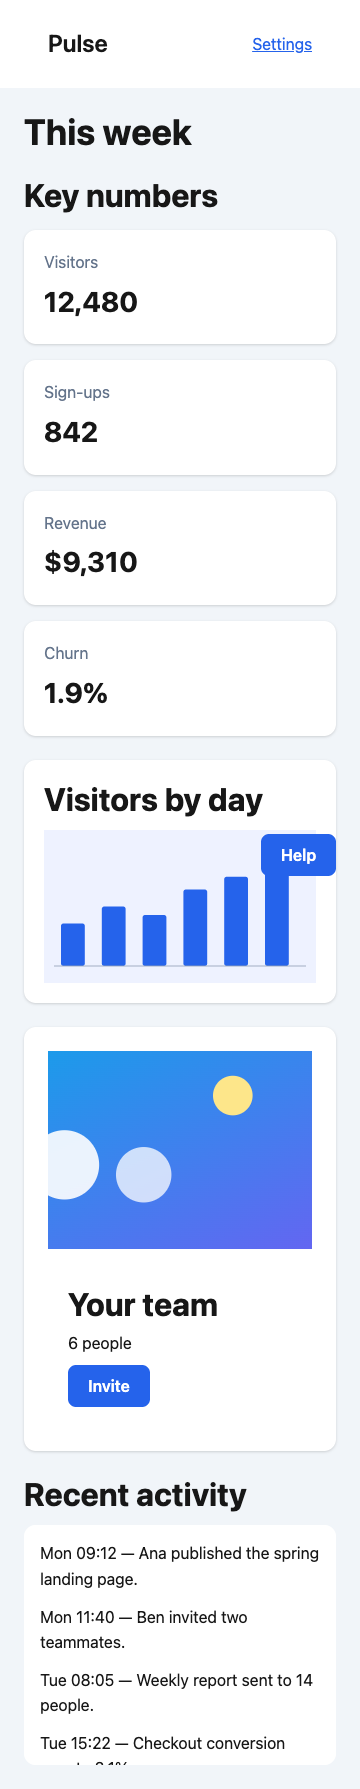 Pulse
Settings
This week
Key numbers
Visitors
12,480
Sign-ups
842
Revenue
$9,310
Churn
1.9%
Visitors by day
Help
Your team
6 people
Invite
Recent activity
Mon 09:12 — Ana published the spring
landing page.
Mon 11:40 — Ben invited two
teammates.
Tue 08:05 — Weekly report sent to 14
people.
Tue 15:22 — Checkout conversion